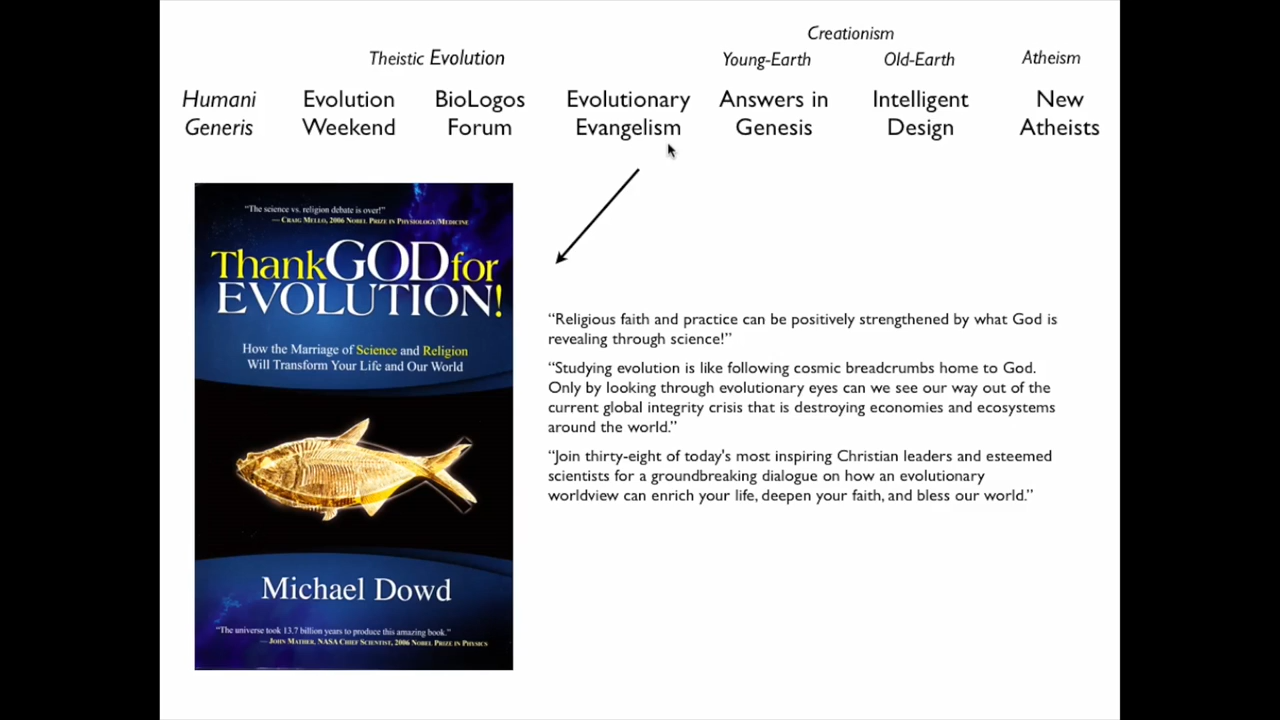 Creationism
Theistic Evolution
Young-Earth
Old-Earth
Atheism
Humani
Generis
Evolution
Weekend
BioLogos
Forum
Evolutionary
Evangelism
Answers in
Genesis
Intelligent
Design
New
Atheists
“The science vs. religion debate is over!”
— Craig Mello, 2006 Nobel Prize in Physiology/Medicine
Thank GOD for
EVOLUTION!
How the Marriage of Science and Religion
Will Transform Your Life and Our World
Michael Dowd
“The universe took 13.7 billion years to produce this amazing book.”
— John Mather, NASA Chief Scientist, 2006 Nobel Prize in Physics
“Religious faith and practice can be positively strengthened by what God is
revealing through science!”
“Studying evolution is like following cosmic breadcrumbs home to God.
Only by looking through evolutionary eyes can we see our way out of the
current global integrity crisis that is destroying economies and ecosystems
around the world.”
“Join thirty-eight of today's most inspiring Christian leaders and esteemed
scientists for a groundbreaking dialogue on how an evolutionary
worldview can enrich your life, deepen your faith, and bless our world.”